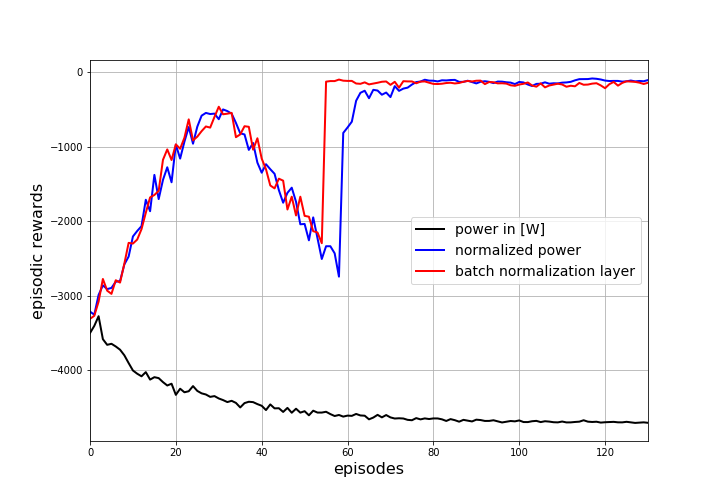 0
−1000
−2000
−3000
−4000
episodic rewards
power in [W]
normalized power
batch normalization layer
0 20 40 60 80 100 120
episodes